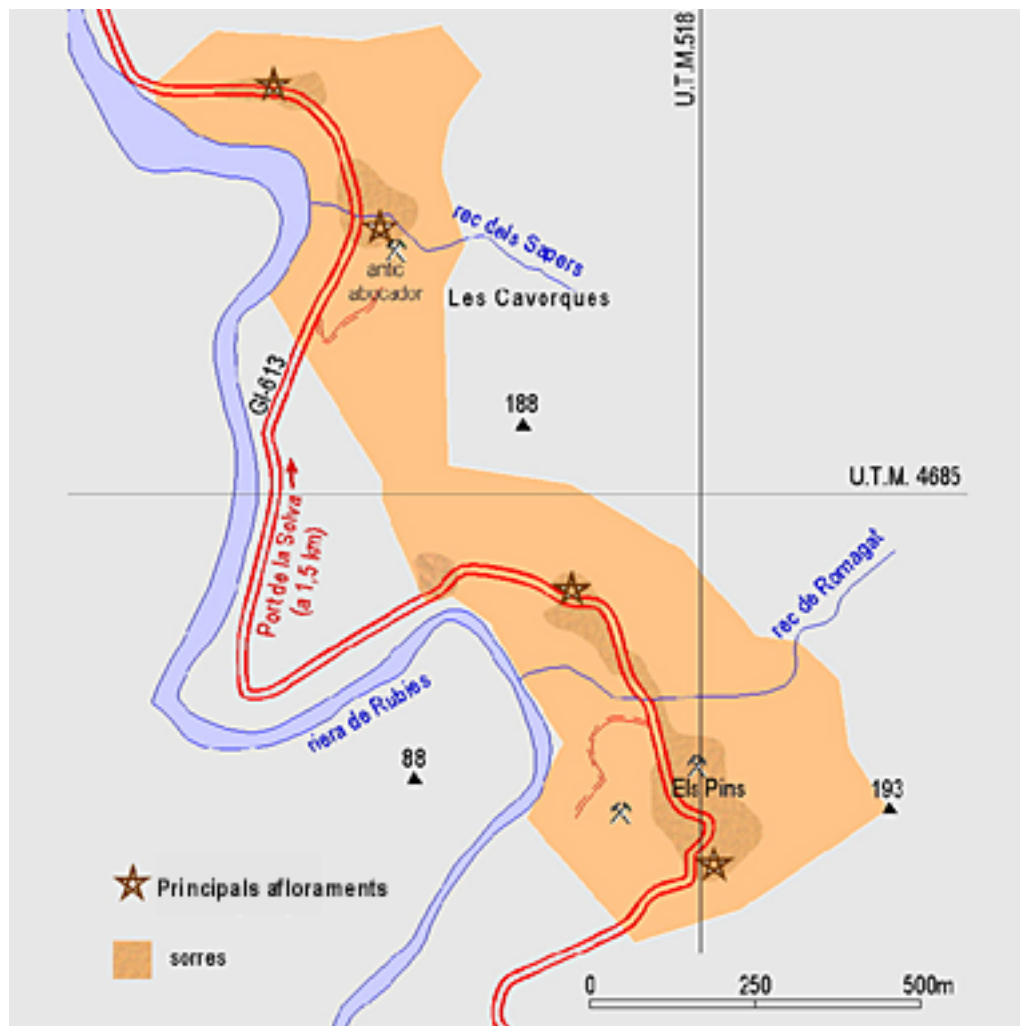 U.T.M.518
rec dels Sapers
antic
abocador
Les Cavorques
GI-613
188
U.T.M. 4685
Port de la Selva
(a 1,5 km)
rec de Romagat
riera de Rubies
88
Els Pins
193
Principals afloraments
sorres
0 250 500m